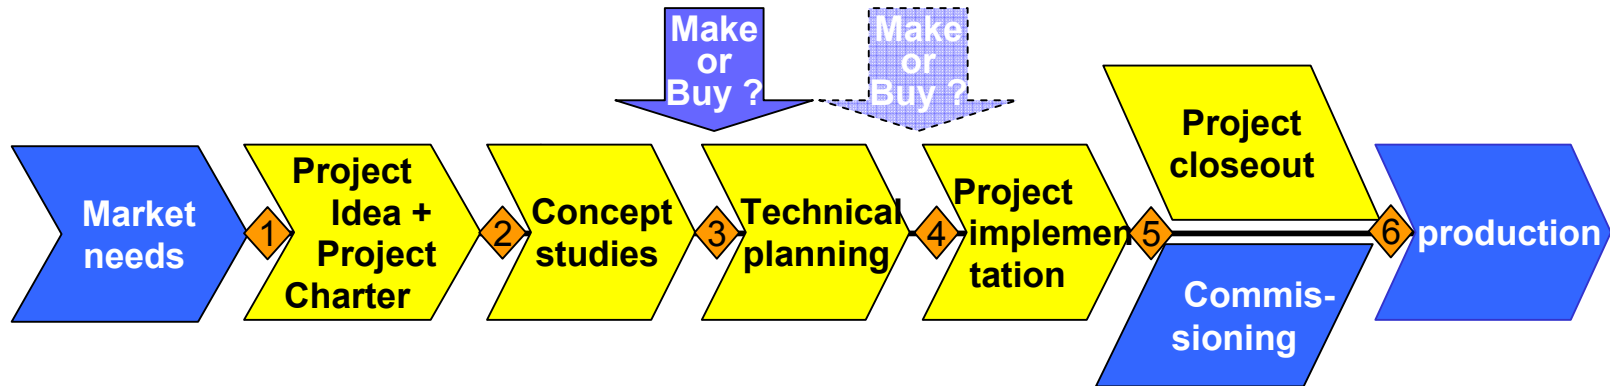 Make
or
Buy ?
Make
or
Buy ?
Market
needs
1
Project
Idea +
Project
Charter
2
Concept
studies
3
Technical
planning
4
Project
implemen
tation
5
Project
closeout
Commis-
sioning
6
production